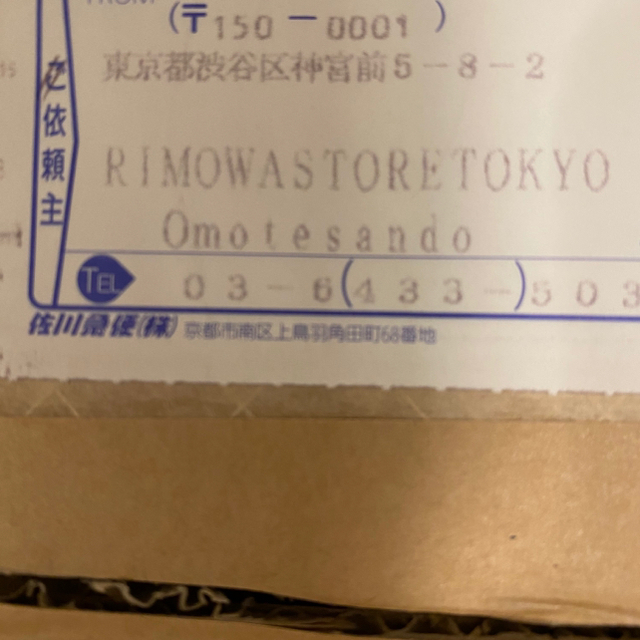 (〒150-0001)
東京都渋谷区神宮前5-8-2
ご依頼主
RIMOWASTORETOKYO
Omotesando
TEL 03-6(433-)503
佐川急便(株) 京都市南区上鳥羽角田町68番地